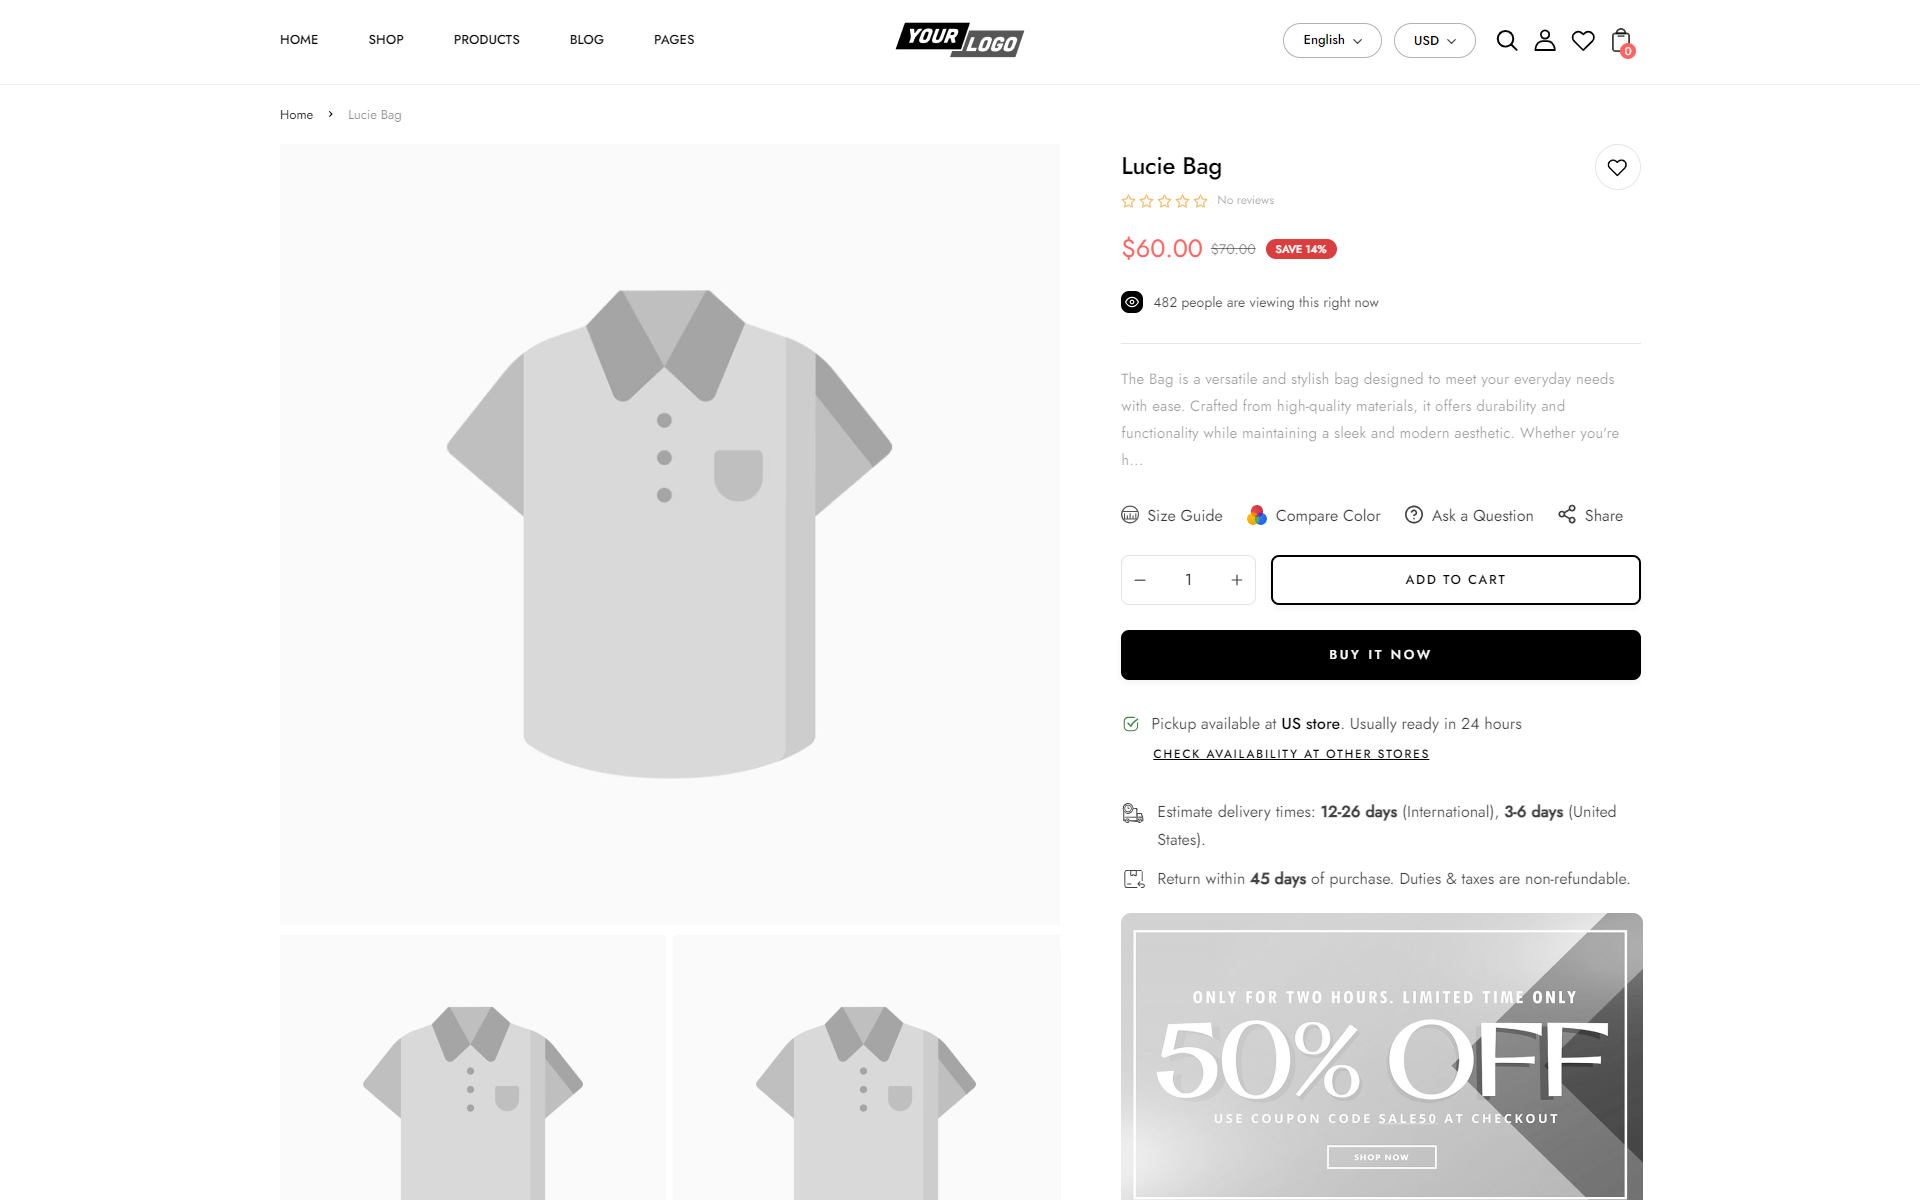 HOME SHOP PRODUCTS BLOG PAGES
YOUR LOGO
English USD
0
Home › Lucie Bag
Lucie Bag
No reviews
$60.00 $70.00 SAVE 14%
482 people are viewing this right now
The Bag is a versatile and stylish bag designed to meet your everyday needs
with ease. Crafted from high-quality materials, it offers durability and
functionality while maintaining a sleek and modern aesthetic. Whether you're
h...
Size Guide Compare Color Ask a Question Share
− 1 + ADD TO CART
BUY IT NOW
Pickup available at US store. Usually ready in 24 hours
CHECK AVAILABILITY AT OTHER STORES
Estimate delivery times: 12-26 days (International), 3-6 days (United
States).
Return within 45 days of purchase. Duties & taxes are non-refundable.
ONLY FOR TWO HOURS. LIMITED TIME ONLY
50% OFF
USE COUPON CODE SALE50 AT CHECKOUT
SHOP NOW